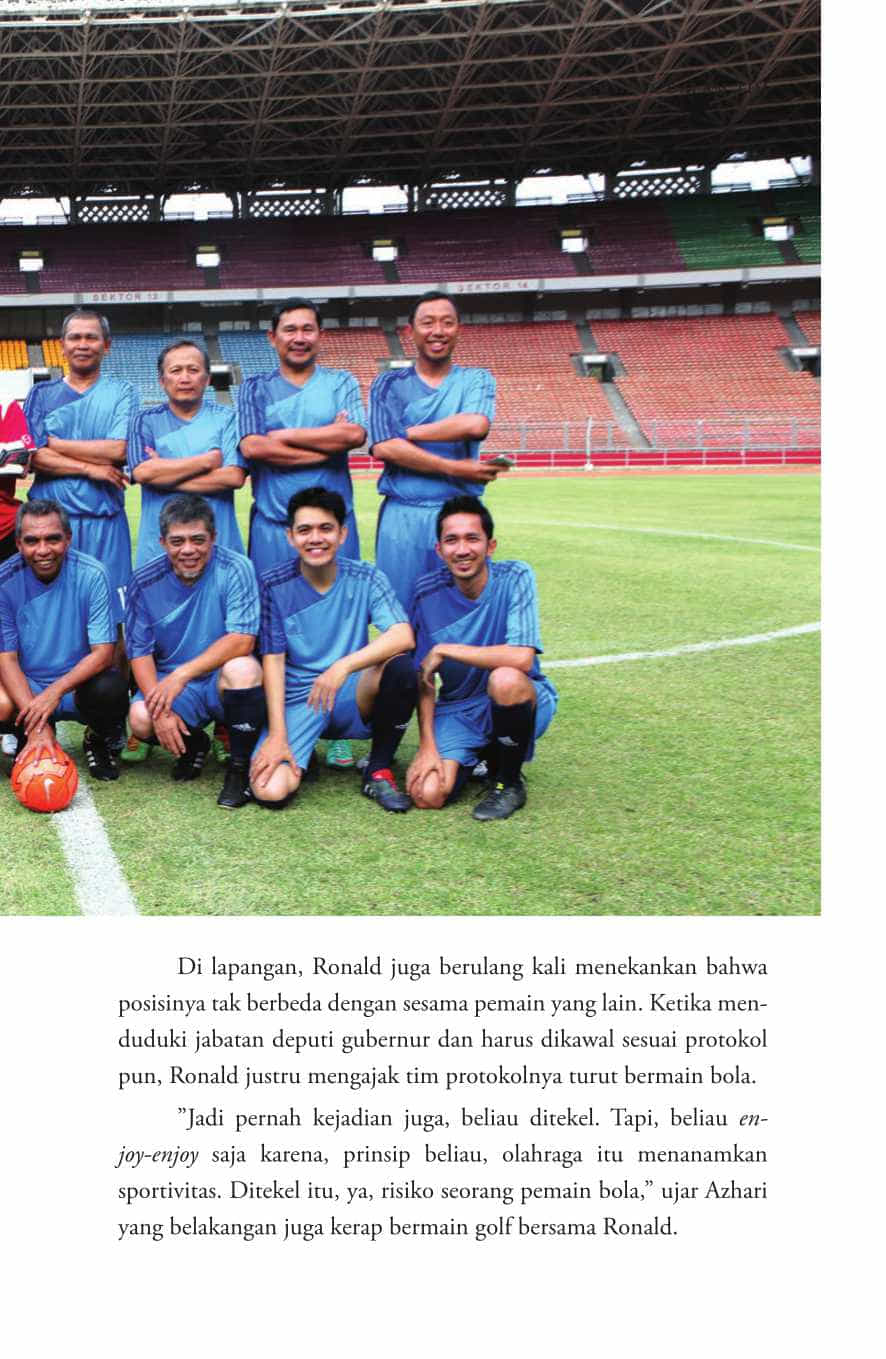 SEKTOR 13
SEKTOR 14
Di lapangan, Ronald juga berulang kali menekankan bahwa
posisinya tak berbeda dengan sesama pemain yang lain. Ketika men-
duduki jabatan deputi gubernur dan harus dikawal sesuai protokol
pun, Ronald justru mengajak tim protokolnya turut bermain bola.
”Jadi pernah kejadian juga, beliau ditekel. Tapi, beliau en-
joy-enjoy saja karena, prinsip beliau, olahraga itu menanamkan
sportivitas. Ditekel itu, ya, risiko seorang pemain bola,” ujar Azhari
yang belakangan juga kerap bermain golf bersama Ronald.